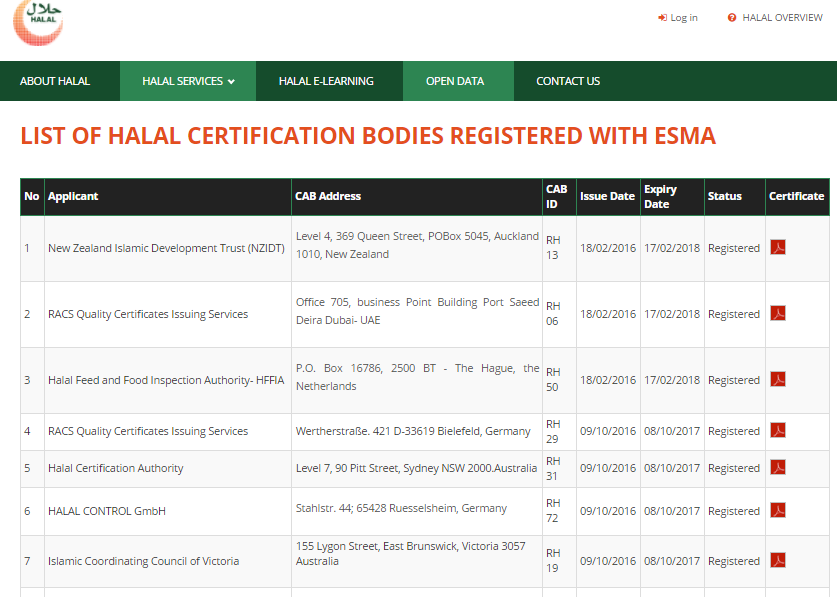 حلال
HALAL
Log in
HALAL OVERVIEW
ABOUT HALAL
HALAL SERVICES
HALAL E-LEARNING
OPEN DATA
CONTACT US
LIST OF HALAL CERTIFICATION BODIES REGISTERED WITH ESMA
No Applicant CAB Address CAB ID Issue Date Expiry Date Status Certificate
1 New Zealand Islamic Development Trust (NZIDT) Level 4, 369 Queen Street, POBox 5045, Auckland 1010, New Zealand RH 13 18/02/2016 17/02/2018 Registered
2 RACS Quality Certificates Issuing Services Office 705, business Point Building Port Saeed Deira Dubai- UAE RH 06 18/02/2016 17/02/2018 Registered
3 Halal Feed and Food Inspection Authority- HFFIA P.O. Box 16786, 2500 BT - The Hague, the Netherlands RH 50 18/02/2016 17/02/2018 Registered
4 RACS Quality Certificates Issuing Services Wertherstraße. 421 D-33619 Bielefeld, Germany RH 29 09/10/2016 08/10/2017 Registered
5 Halal Certification Authority Level 7, 90 Pitt Street, Sydney NSW 2000.Australia RH 31 09/10/2016 08/10/2017 Registered
6 HALAL CONTROL GmbH Stahlstr. 44; 65428 Ruesselsheim, Germany RH 72 09/10/2016 08/10/2017 Registered
7 Islamic Coordinating Council of Victoria 155 Lygon Street, East Brunswick, Victoria 3057 Australia RH 19 09/10/2016 08/10/2017 Registered